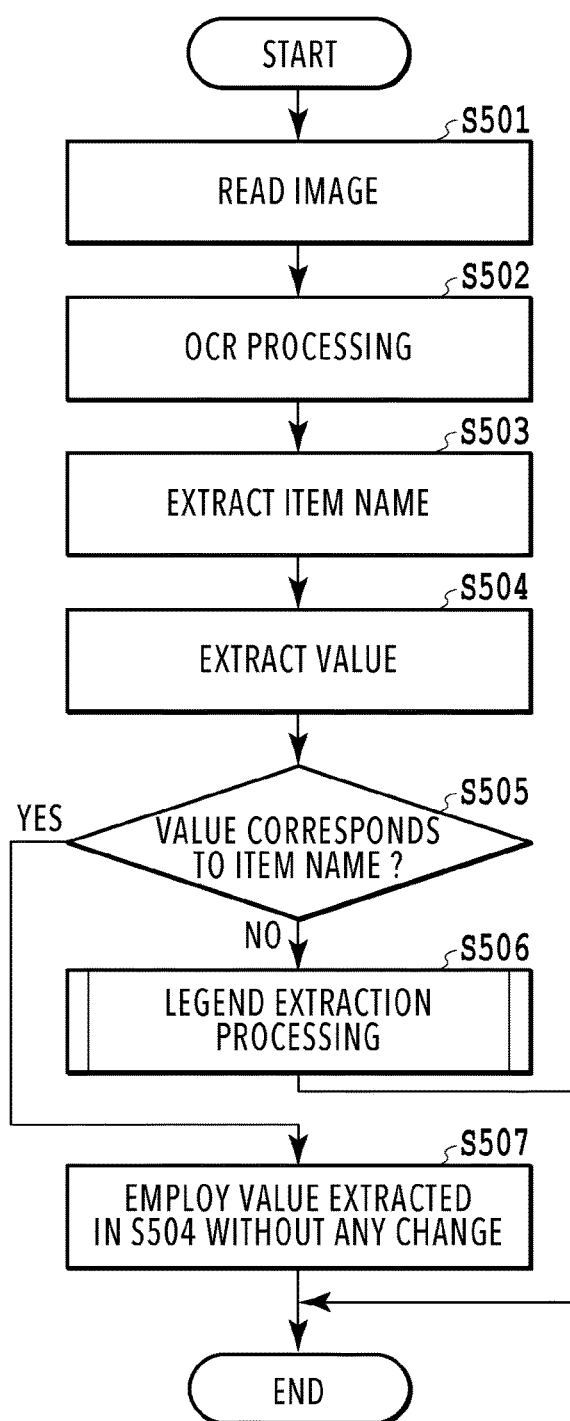 START
S501
READ IMAGE
S502
OCR PROCESSING
S503
EXTRACT ITEM NAME
S504
EXTRACT VALUE
S505
YES
VALUE CORRESPONDS
TO ITEM NAME ?
NO
S506
LEGEND EXTRACTION
PROCESSING
S507
EMPLOY VALUE EXTRACTED
IN S504 WITHOUT ANY CHANGE
END